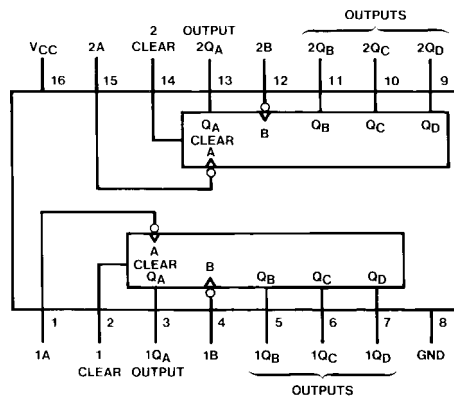 OUTPUTS
2 OUTPUT
VCC 2A CLEAR 2QA 2B 2QB 2QC 2QD
16 15 14 13 12 11 10 9
QA B QB QC QD
CLEAR
A
A
CLEAR
QA B QB QC QD
1 2 3 4 5 6 7 8
1A 1 1QA 1B 1QB 1QC 1QD GND
CLEAR OUTPUT
OUTPUTS